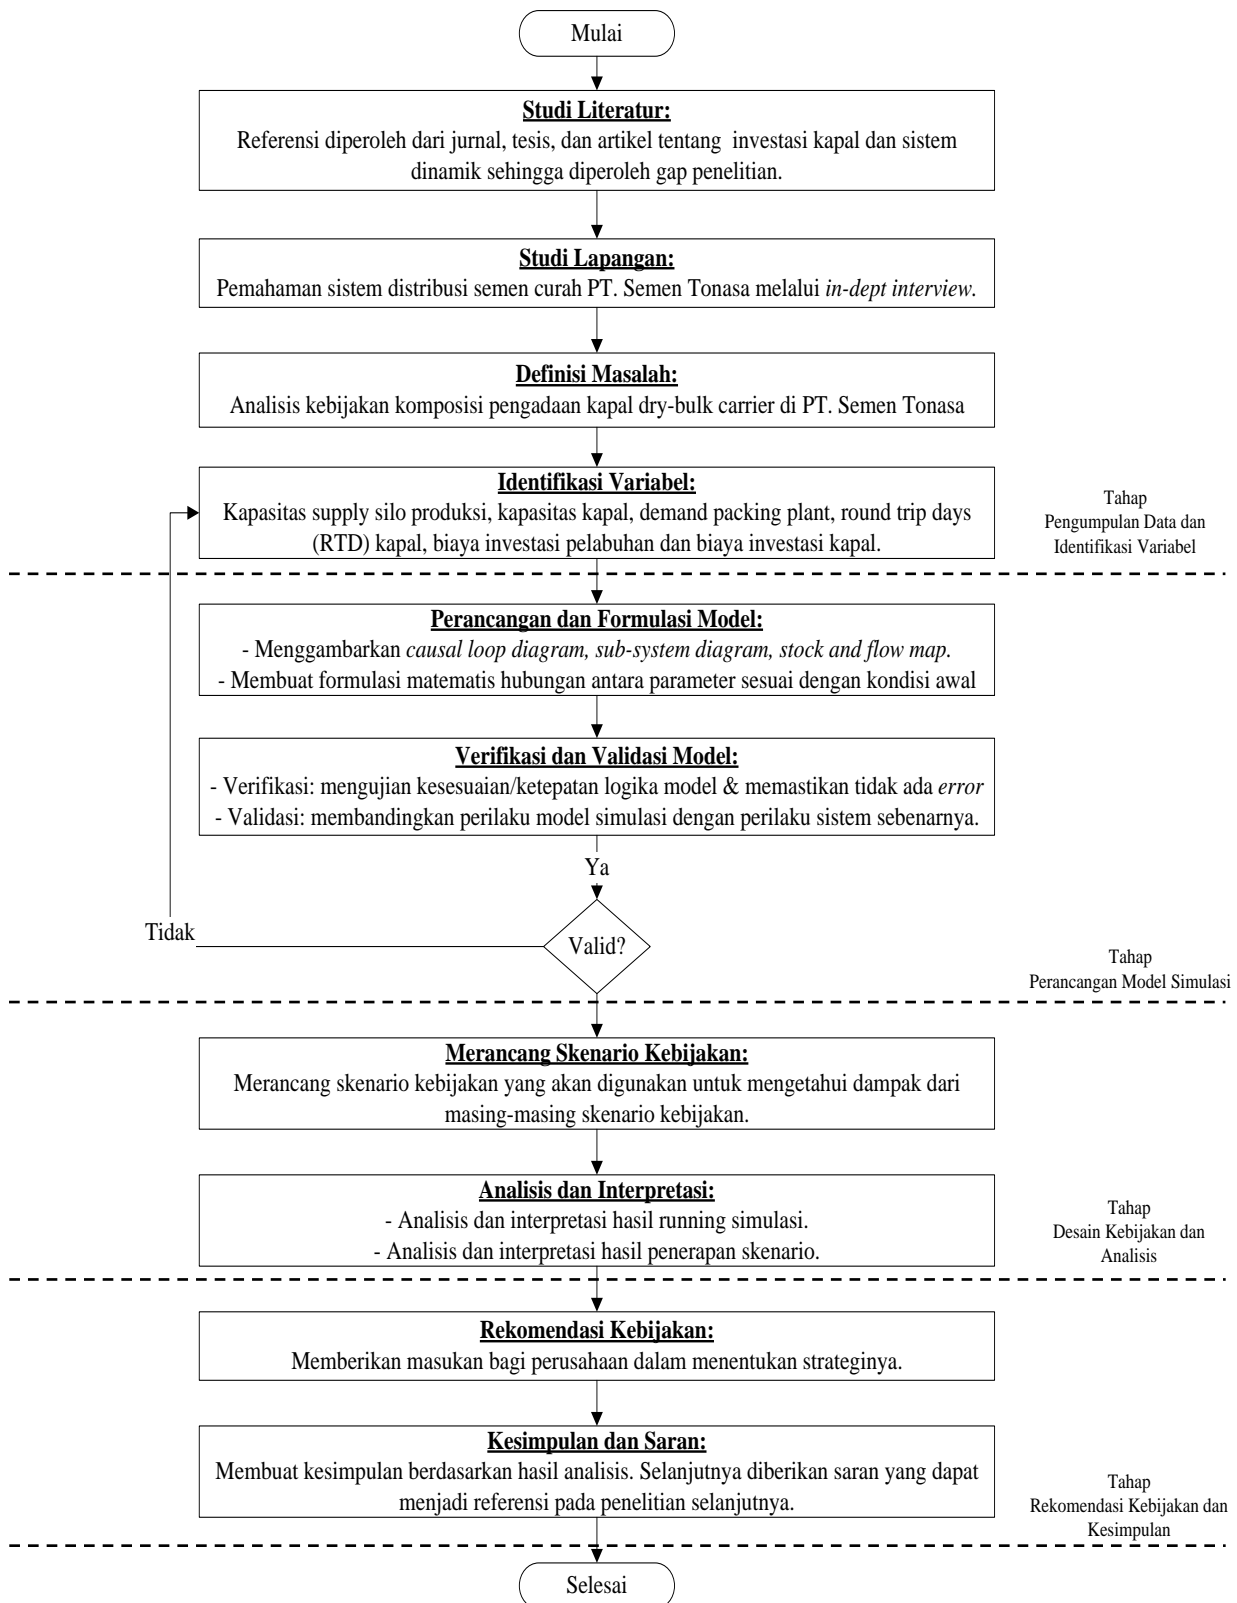 Mulai
Studi Literatur:
Referensi diperoleh dari jurnal, tesis, dan artikel tentang investasi kapal dan sistem
dinamik sehingga diperoleh gap penelitian.
Studi Lapangan:
Pemahaman sistem distribusi semen curah PT. Semen Tonasa melalui in-dept interview.
Definisi Masalah:
Analisis kebijakan komposisi pengadaan kapal dry-bulk carrier di PT. Semen Tonasa
Identifikasi Variabel:
Kapasitas supply silo produksi, kapasitas kapal, demand packing plant, round trip days
(RTD) kapal, biaya investasi pelabuhan dan biaya investasi kapal.
Tahap
Pengumpulan Data dan
Identifikasi Variabel
Perancangan dan Formulasi Model:
- Menggambarkan causal loop diagram, sub-system diagram, stock and flow map.
- Membuat formulasi matematis hubungan antara parameter sesuai dengan kondisi awal
Verifikasi dan Validasi Model:
- Verifikasi: mengujian kesesuaian/ketepatan logika model & memastikan tidak ada error
- Validasi: membandingkan perilaku model simulasi dengan perilaku sistem sebenarnya.
Ya
Tidak
Valid?
Tahap
Perancangan Model Simulasi
Merancang Skenario Kebijakan:
Merancang skenario kebijakan yang akan digunakan untuk mengetahui dampak dari
masing-masing skenario kebijakan.
Analisis dan Interpretasi:
- Analisis dan interpretasi hasil running simulasi.
- Analisis dan interpretasi hasil penerapan skenario.
Tahap
Desain Kebijakan dan
Analisis
Rekomendasi Kebijakan:
Memberikan masukan bagi perusahaan dalam menentukan strateginya.
Kesimpulan dan Saran:
Membuat kesimpulan berdasarkan hasil analisis. Selanjutnya diberikan saran yang dapat
menjadi referensi pada penelitian selanjutnya.
Tahap
Rekomendasi Kebijakan dan
Kesimpulan
Selesai